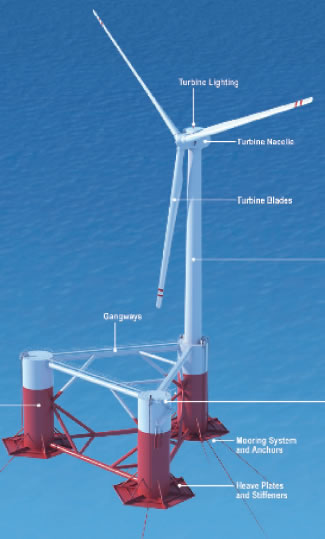 Turbine Lighting
Turbine Nacelle
Turbine Blades
Gangways
Mooring System
and Anchors
Heave Plates
and Stiffeners